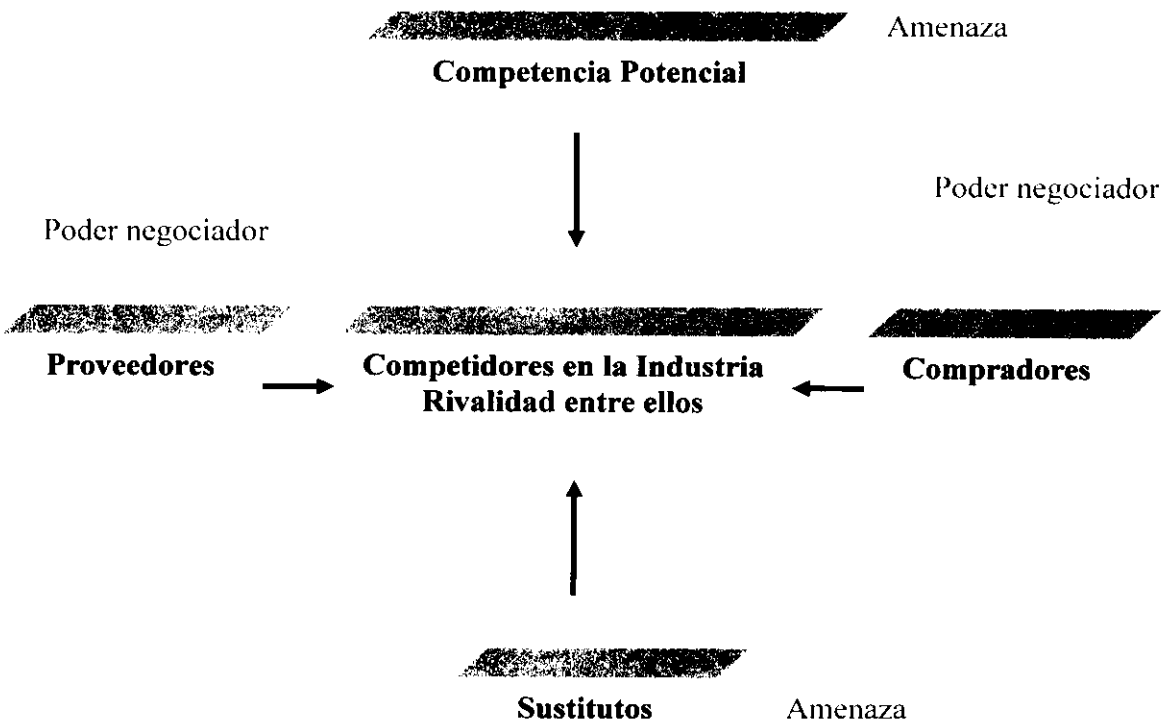 Amenaza
Competencia Potencial
Poder negociador
Poder negociador
Proveedores
Competidores en la Industria
Rivalidad entre ellos
Compradores
Sustitutos
Amenaza